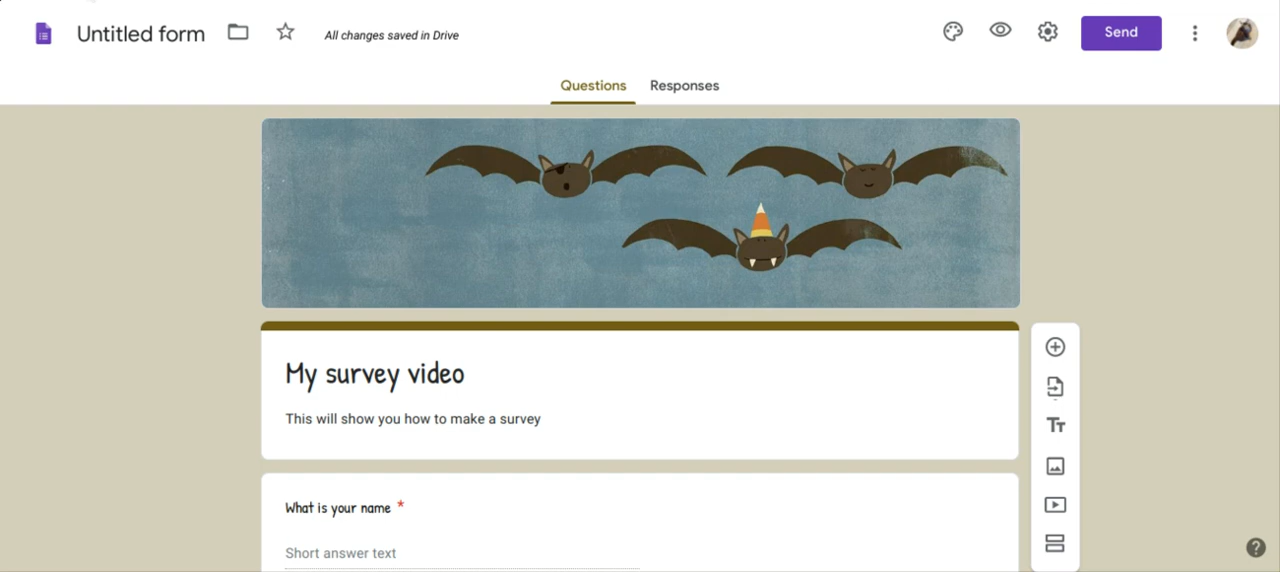 Untitled form
All changes saved in Drive
Send
Questions
Responses
My survey video
This will show you how to make a survey
What is your name *
Short answer text